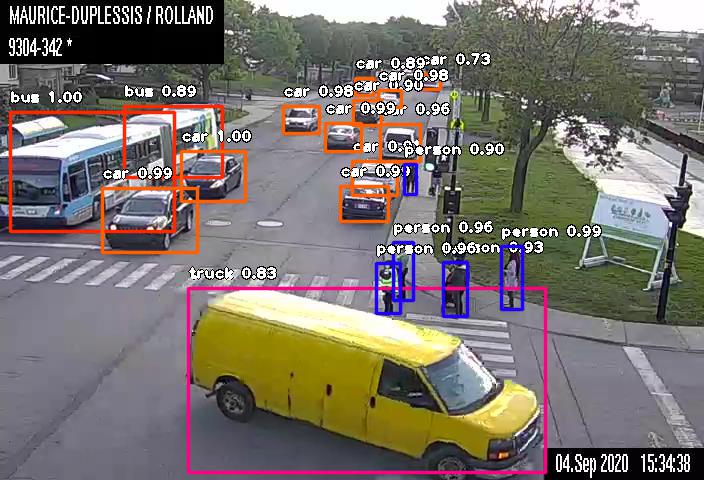 MAURICE-DUPLESSIS / ROLLAND
9304-342 *
car 0.73
car 0.89
car 0.98
car 0.90
car 0.98
car 0.96
car 0.99
bus 1.00
bus 0.89
car 1.00
person 0.90
car 0.99
car 0.99
person 0.96
person 0.99
person 0.96
0.93
truck 0.83
04.Sep 2020 15:34:38